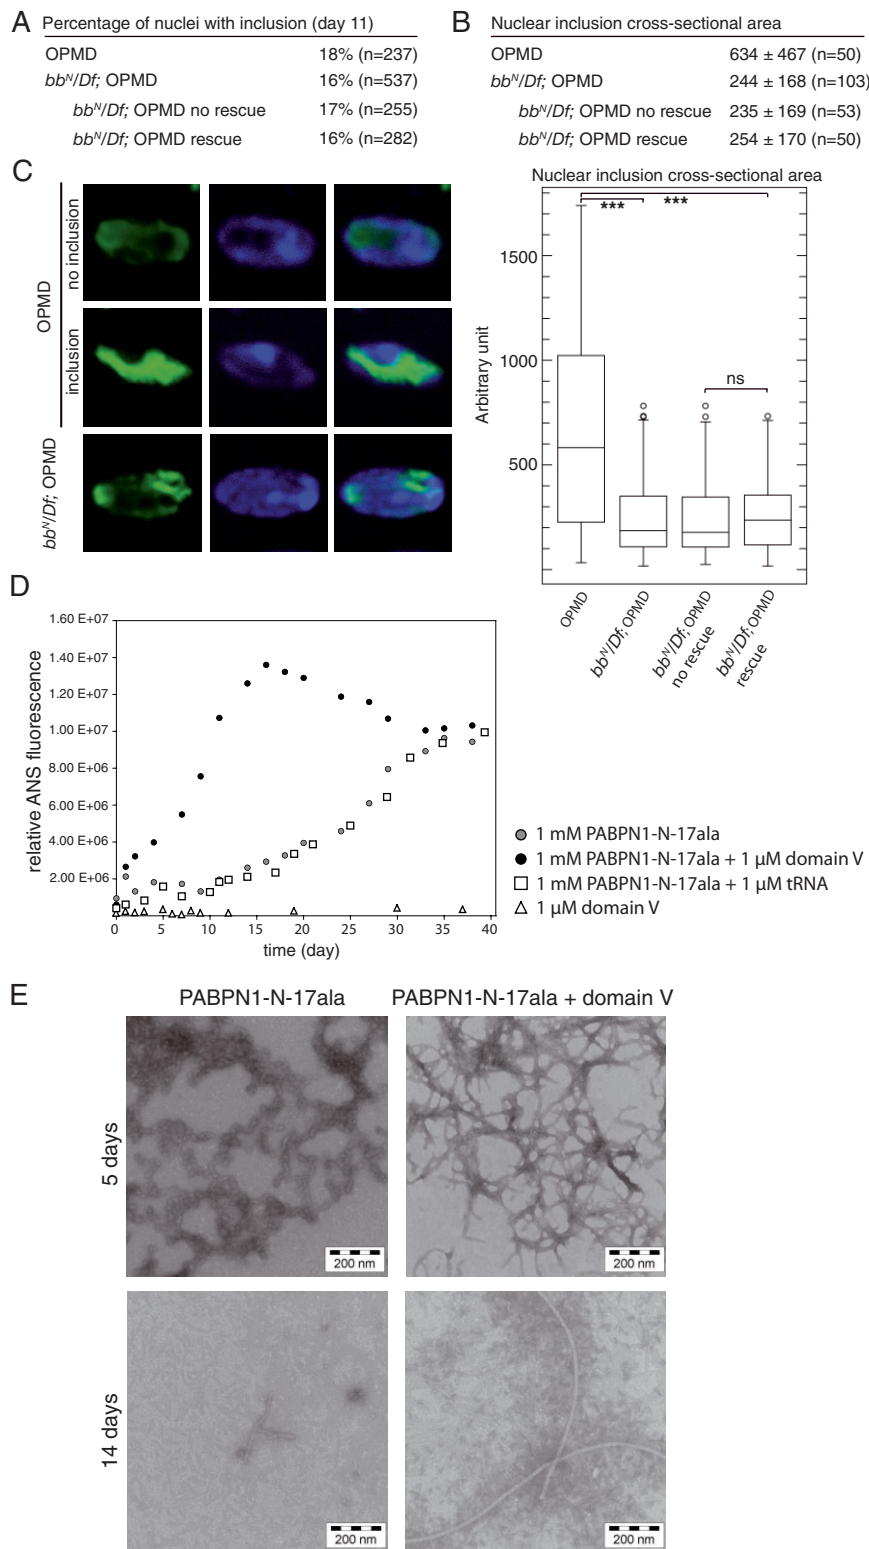 A
Percentage of nuclei with inclusion (day 11)
OPMD 18% (n=237)
bbᴺ/Df; OPMD 16% (n=537)
bbᴺ/Df; OPMD no rescue 17% (n=255)
bbᴺ/Df; OPMD rescue 16% (n=282)
B
Nuclear inclusion cross-sectional area
OPMD 634 ± 467 (n=50)
bbᴺ/Df; OPMD 244 ± 168 (n=103)
bbᴺ/Df; OPMD no rescue 235 ± 169 (n=53)
bbᴺ/Df; OPMD rescue 254 ± 170 (n=50)
Nuclear inclusion cross-sectional area
*** ***
ns
1500
1000
500
Arbitrary unit
OPMD
bbᴺ/Df; OPMD
bbᴺ/Df; OPMD
no rescue
bbᴺ/Df; OPMD
rescue
C
OPMD
no inclusion
inclusion
bbᴺ/Df; OPMD
D
1.60 E+07
1.40 E+07
1.20 E+07
1.00 E+07
8.00 E+06
6.00 E+06
4.00 E+06
2.00 E+06
relative ANS fluorescence
0 5 10 15 20 25 30 35 40
time (day)
1 mM PABPN1-N-17ala
1 mM PABPN1-N-17ala + 1 µM domain V
1 mM PABPN1-N-17ala + 1 µM tRNA
1 µM domain V
E
PABPN1-N-17ala PABPN1-N-17ala + domain V
5 days
200 nm
200 nm
14 days
200 nm
200 nm